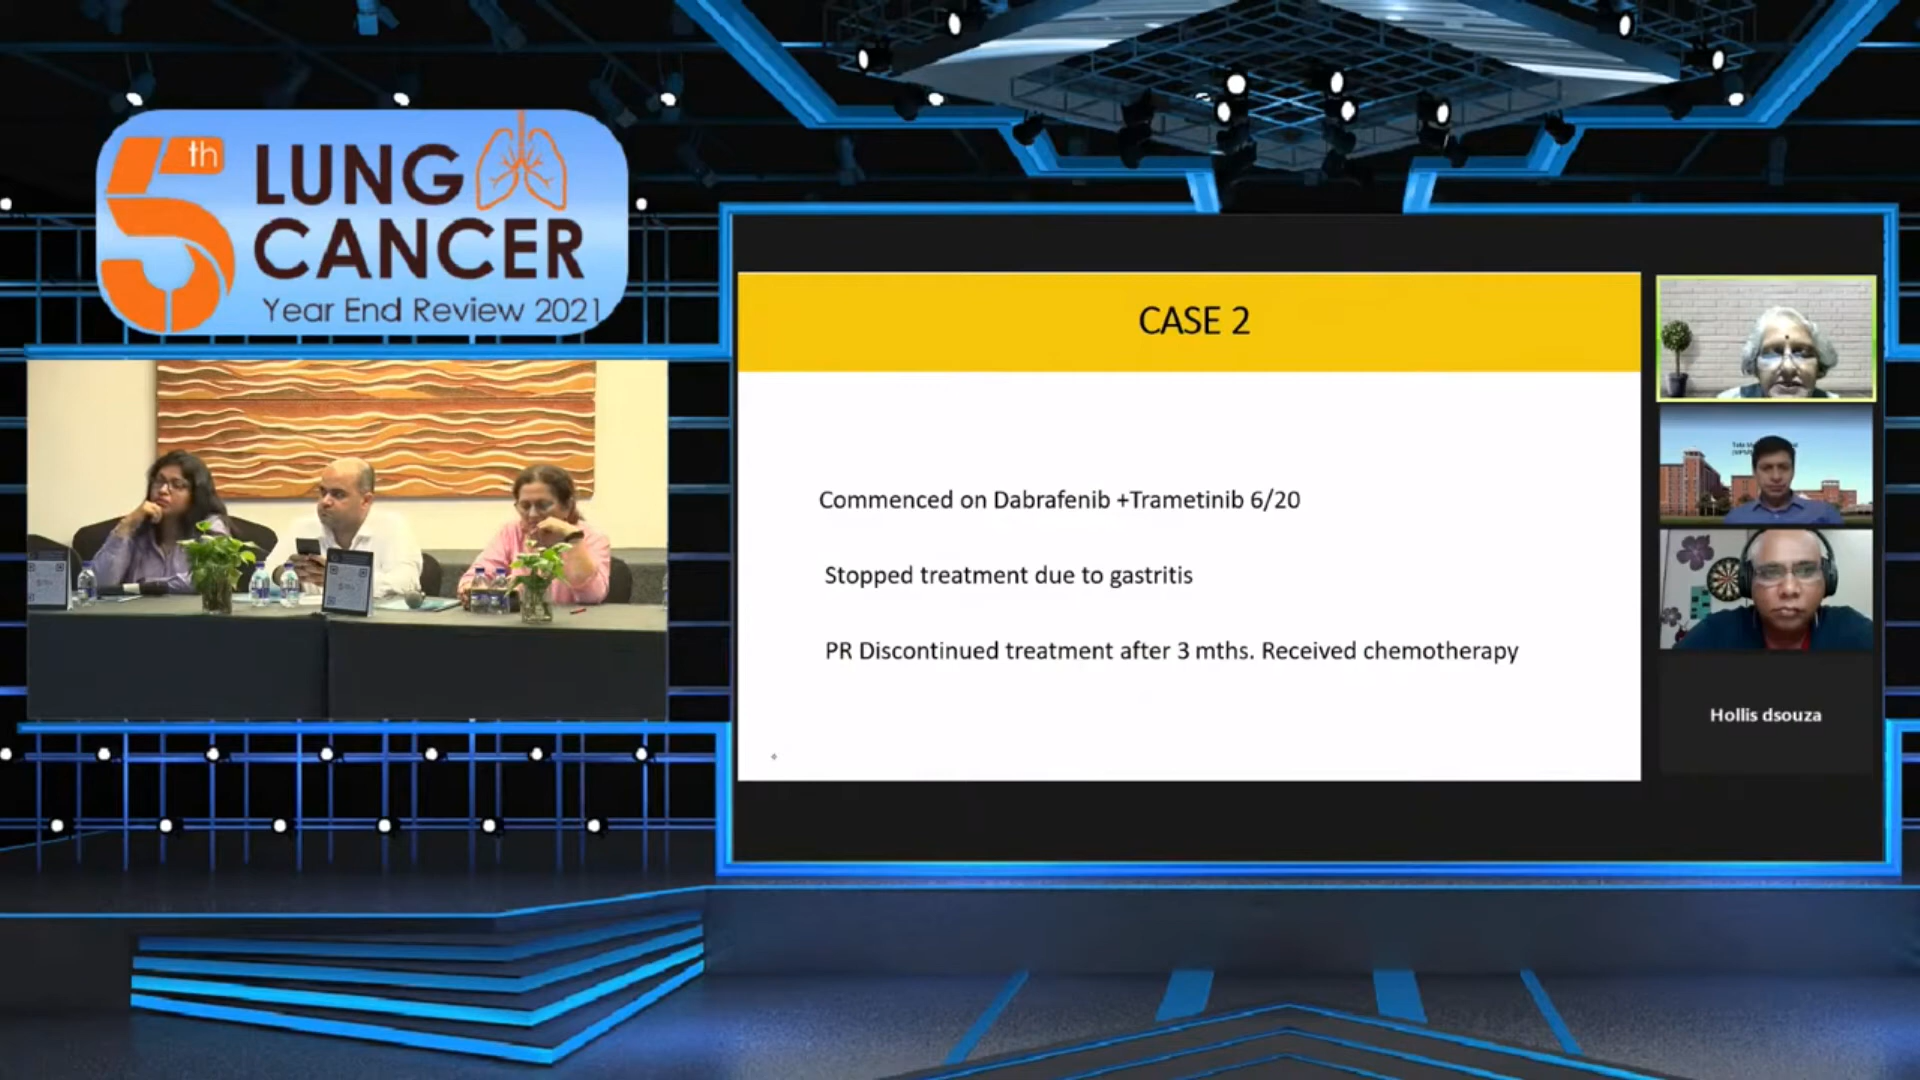 5th
LUNG
CANCER
Year End Review 2021
CASE 2
Commenced on Dabrafenib +Trametinib 6/20
Stopped treatment due to gastritis
PR Discontinued treatment after 3 mths. Received chemotherapy
Hollis dsouza